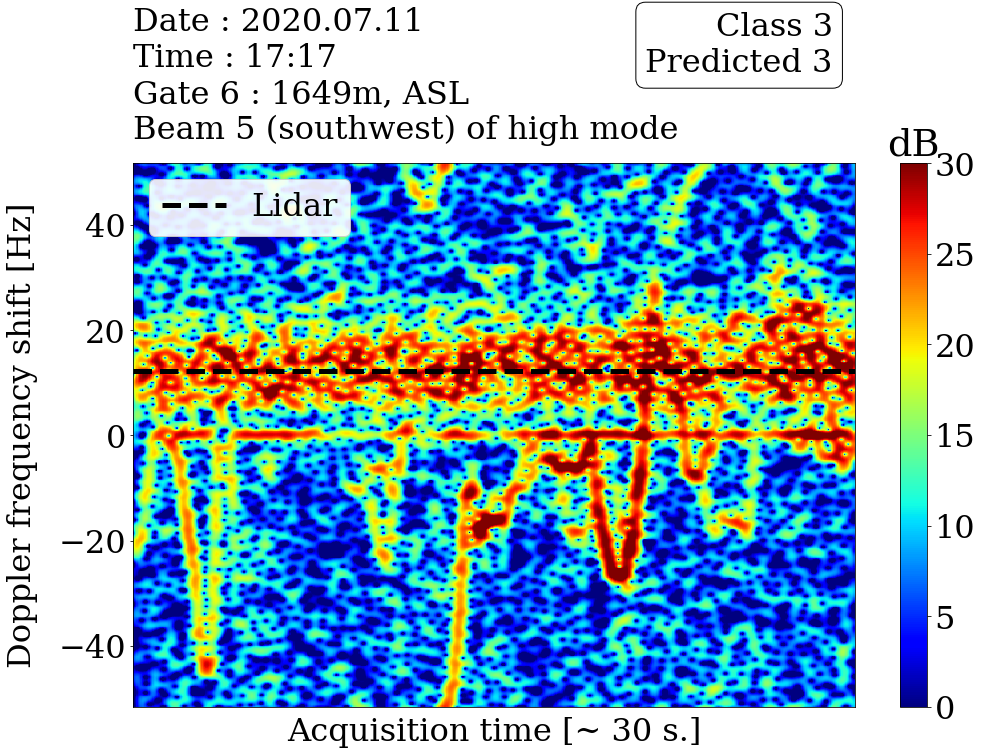 Date : 2020.07.11
Time : 17:17
Gate 6 : 1649m, ASL
Beam 5 (southwest) of high mode
Class 3
Predicted 3
dB
Lidar
Doppler frequency shift [Hz]
40
20
0
−20
−40
30
25
20
15
10
5
0
Acquisition time [~ 30 s.]